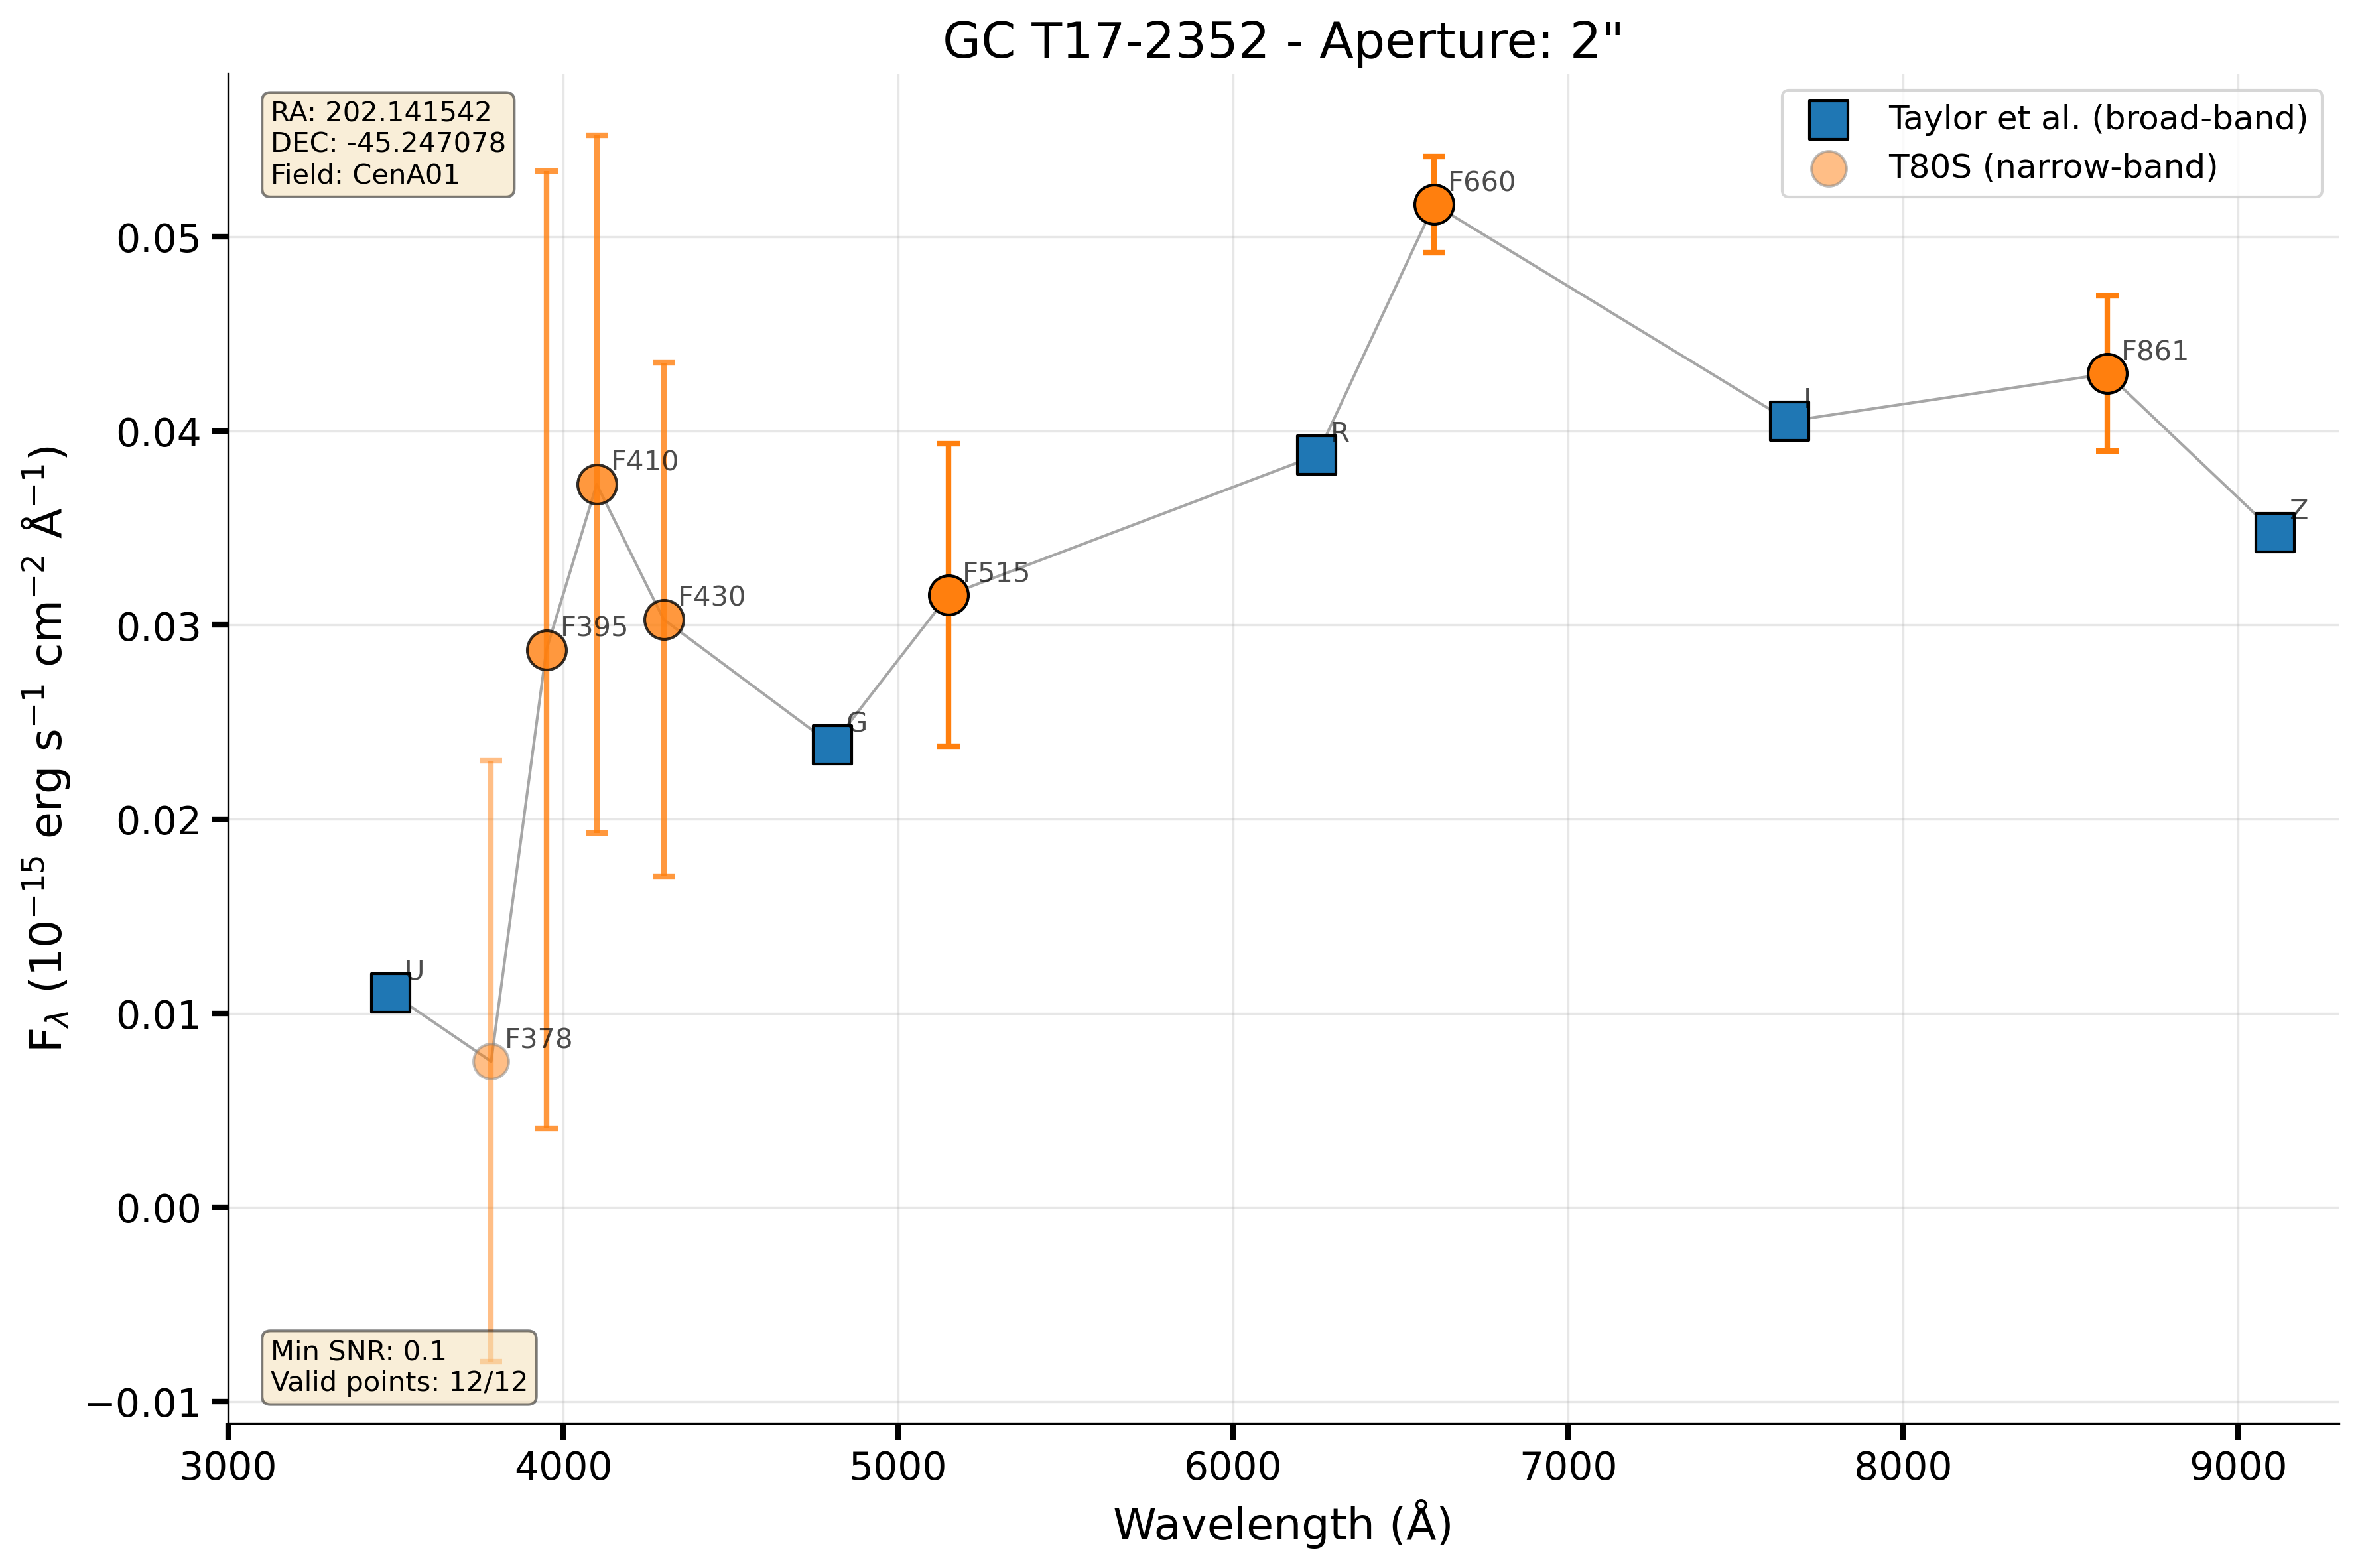 GC T17-2352 - Aperture: 2"
RA: 202.141542
DEC: -45.247078
Field: CenA01
Taylor et al. (broad-band)
T80S (narrow-band)
F660
F861
F410
I
R
Z
F515
F430
F395
G
U
F378
Min SNR: 0.1
Valid points: 12/12
0.05
0.04
0.03
0.02
0.01
0.00
−0.01
F_λ (10⁻¹⁵ erg s⁻¹ cm⁻² Å⁻¹)
3000 4000 5000 6000 7000 8000 9000
Wavelength (Å)